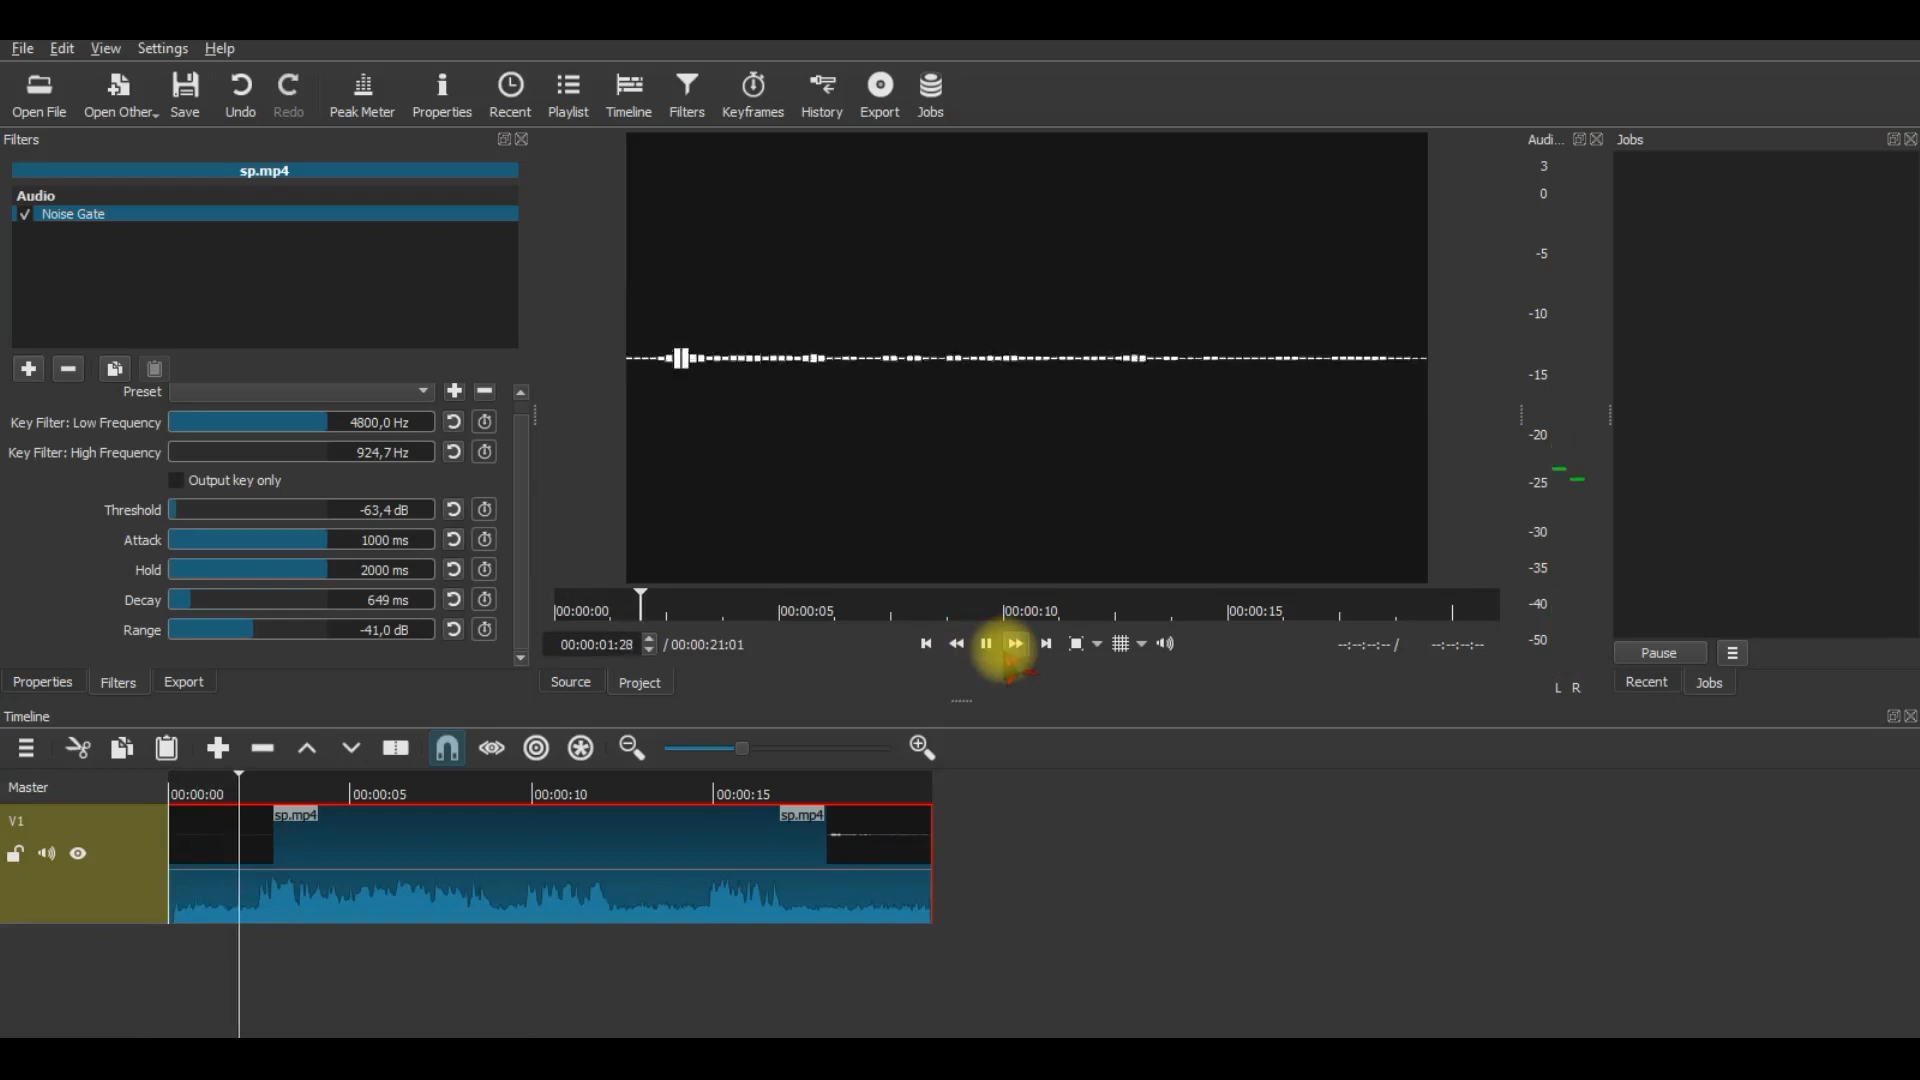 File Edit View Settings Help
Open File Open Other... Save Undo Redo Peak Meter Properties Recent Playlist Timeline Filters Keyframes History Export Jobs
Filters
sp.mp4
Audio
✓ Noise Gate
Preset
Key Filter: Low Frequency 4800,0 Hz
Key Filter: High Frequency 924,7 Hz
Output key only
Threshold -63,4 dB
Attack 1000 ms
Hold 2000 ms
Decay 649 ms
Range -41,0 dB
Properties Filters Export
00:00:00 00:00:05 00:00:10 00:00:15
00:00:01:28 / 00:00:21:01 --:--:--:-- / --:--:--:--
Source Project
Audi...
3
0
-5
-10
-15
-20
-25
-30
-35
-40
-50
L R
Jobs
Pause
Recent Jobs
Timeline
Master
00:00:00 00:00:05 00:00:10 00:00:15
V1
sp.mp4 sp.mp4